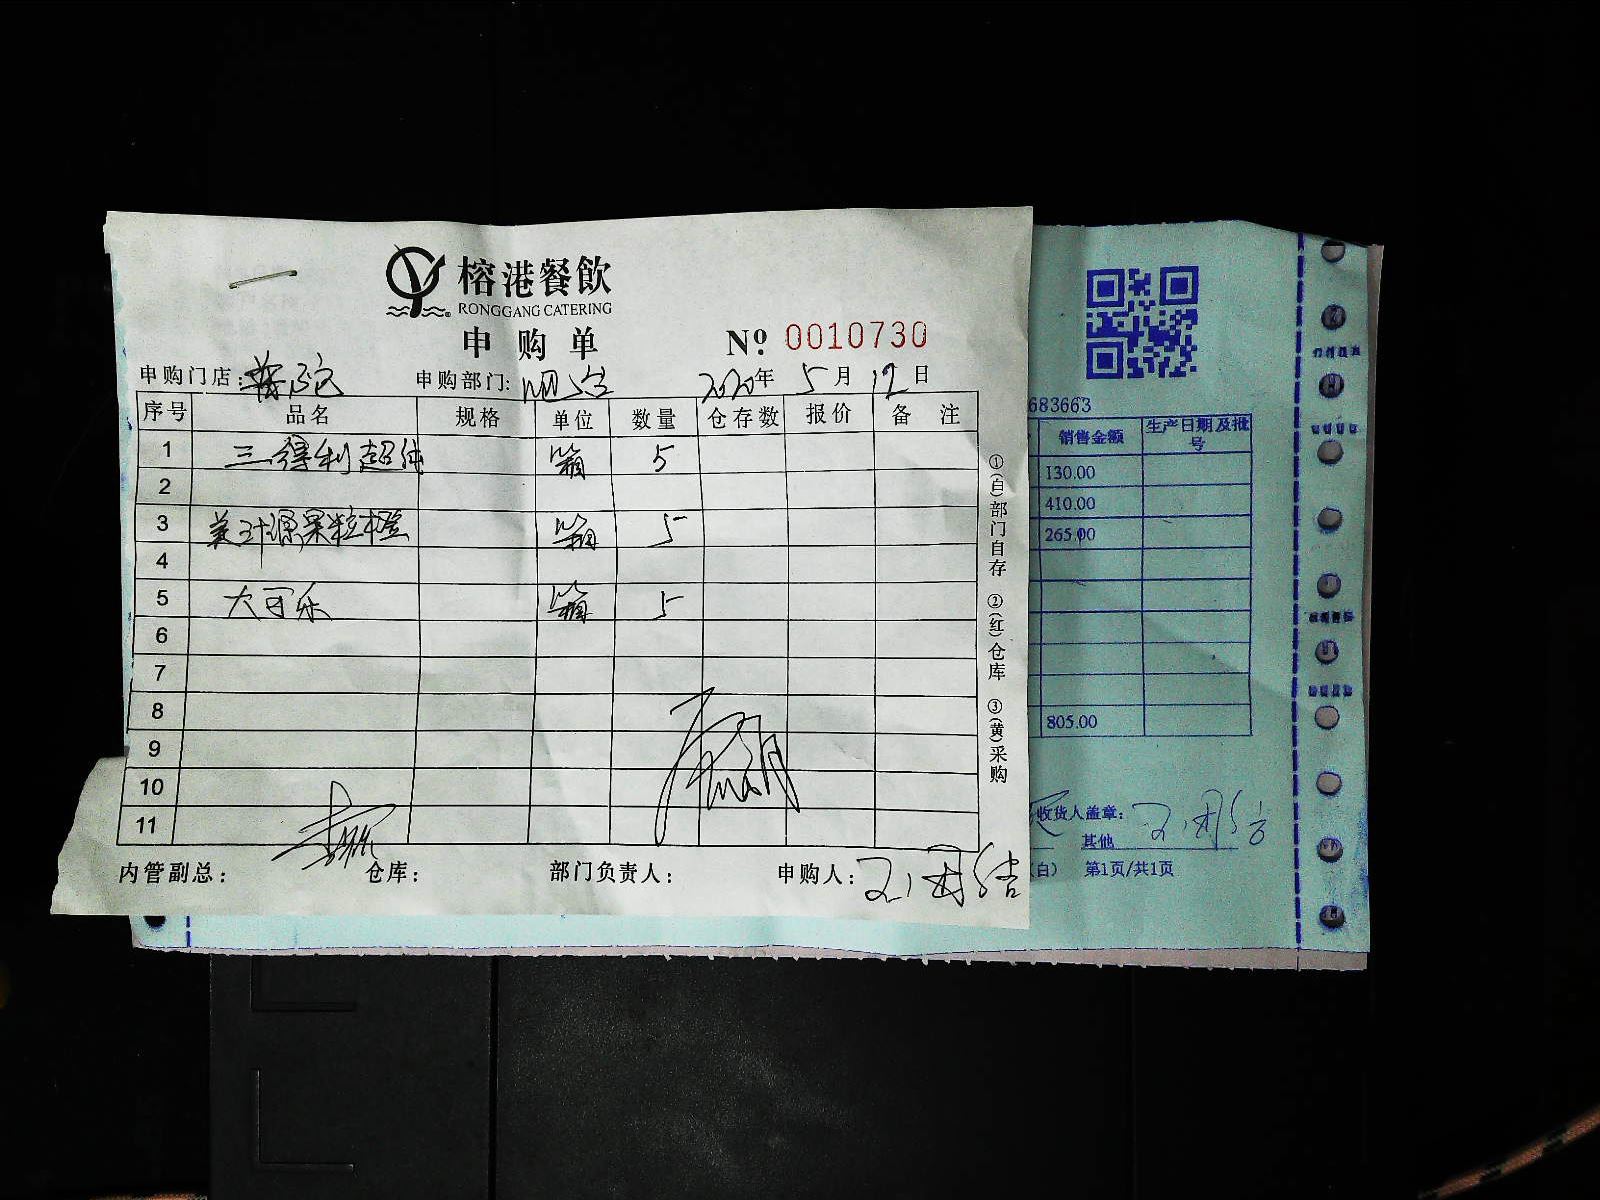 榕港餐飲
RONGGANG CATERING
申购单
Nº 0010730
申购门店: 申购部门: 2020年 5月 12日
序号 品名 规格 单位 数量 仓存数 报价 备注
1 三得利超纯 箱 5
2
3 美汁源果粒橙 箱 5
4
5 大可乐 箱 5
6
7
8
9
10
11
内管副总: 仓库: 部门负责人: 申购人:
①(白)部门自存 ②(红)仓库 ③(黄)采购
683663
销售金额 生产日期及批号
130.00
410.00
265.00
805.00
收货人盖章:
其他
(白) 第1页/共1页